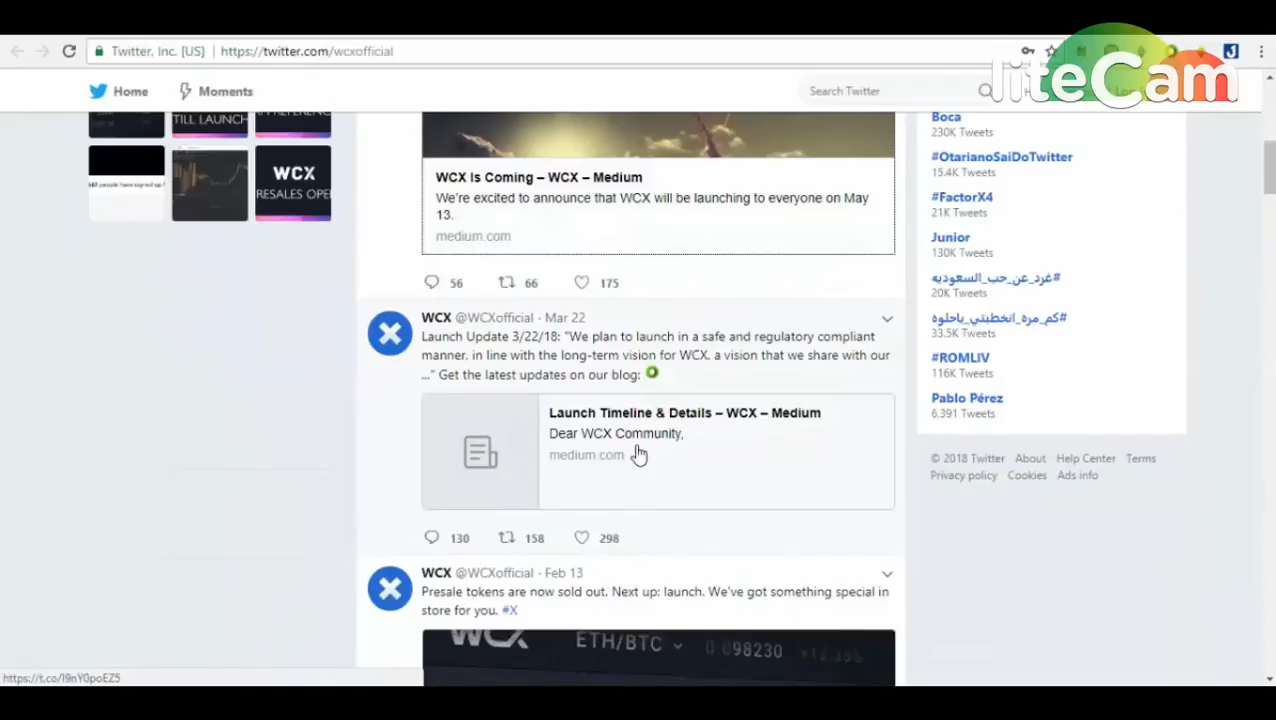 Twitter, Inc. [US] | https://twitter.com/wcxofficial
liteCam
Home
Moments
Search Twitter
TILL LAUNCH
WCX
RESALES OPE
people have signed up!
WCX Is Coming – WCX – Medium
We're excited to announce that WCX will be launching to everyone on May
13.
medium.com
56
66
175
WCX @WCXofficial · Mar 22
Launch Update 3/22/18: "We plan to launch in a safe and regulatory compliant
manner, in line with the long-term vision for WCX, a vision that we share with our
..." Get the latest updates on our blog:
Launch Timeline & Details – WCX – Medium
Dear WCX Community,
medium.com
130
158
298
WCX @WCXofficial · Feb 13
Presale tokens are now sold out. Next up: launch. We've got something special in
store for you. #X
WCX
ETH/BTC
0.098230
Boca
230K Tweets
#OtarianoSaiDoTwitter
15.4K Tweets
#FactorX4
21K Tweets
Junior
130K Tweets
#غرد_عن_حب_السعوديه
20K Tweets
#كم_مره_انخطبتي_ياحلوه
33.5K Tweets
#ROMLIV
116K Tweets
Pablo Pérez
6,391 Tweets
© 2018 Twitter About Help Center Terms
Privacy policy Cookies Ads info
https://t.co/I9nY0poEZ5